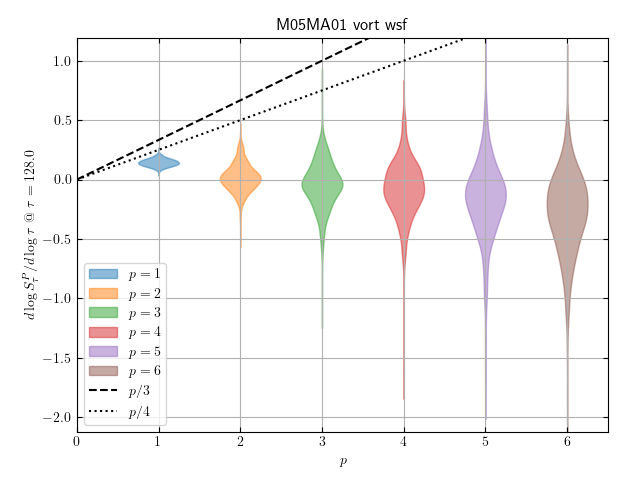 M05MA01 vort wsf
d log S_τ^P / d log τ @ τ = 128.0
1.0
0.5
0.0
−0.5
−1.0
−1.5
−2.0
p = 1
p = 2
p = 3
p = 4
p = 5
p = 6
p/3
p/4
0 1 2 3 4 5 6
p